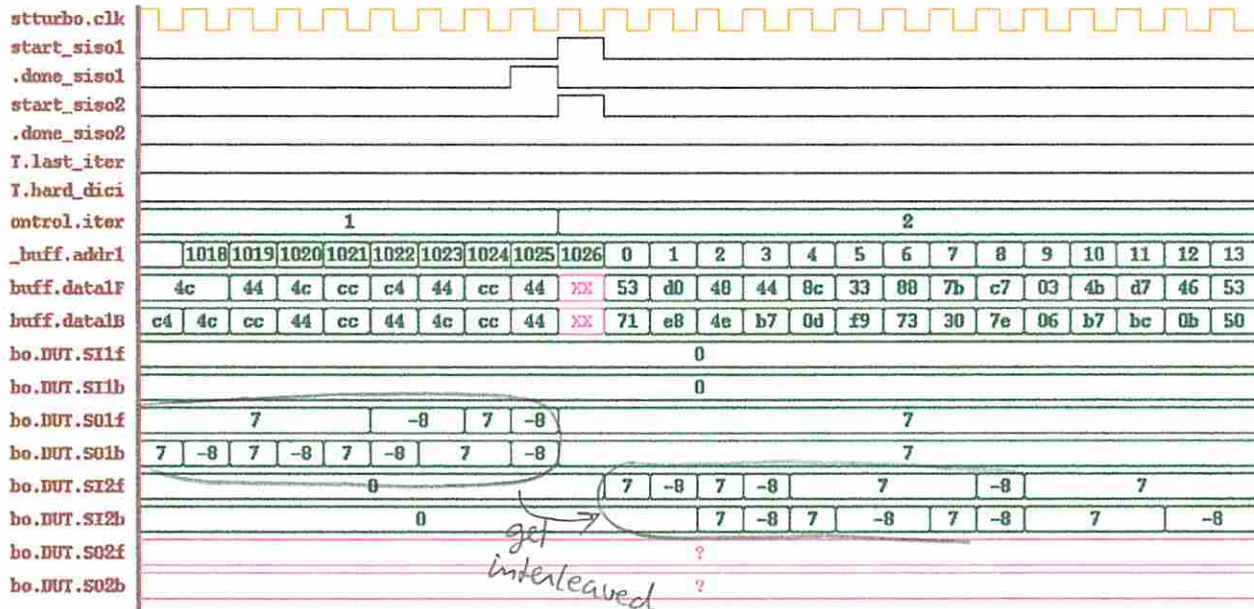 stturbo.clk
start_siso1
.done_siso1
start_siso2
.done_siso2
T.last_iter
T.hard_dici
ontrol.iter 1 2
_buff.addr1 1018 1019 1020 1021 1022 1023 1024 1025 1026 0 1 2 3 4 5 6 7 8 9 10 11 12 13
buff.data1F 4c 44 4c cc c4 44 cc 44 XX 53 d0 48 44 8c 33 88 7b c7 03 4b d7 46 53
buff.data1B c4 4c cc 44 cc 44 4c cc 44 XX 71 e8 4e b7 0d f9 73 30 7e 06 b7 bc 0b 50
bo.DUT.SI1f 0
bo.DUT.SI1b 0
bo.DUT.SO1f 7 -8 7 -8 7
bo.DUT.SO1b 7 -8 7 -8 7 -8 7 -8 7
bo.DUT.SI2f 0 7 -8 7 -8 7 -8 7
bo.DUT.SI2b 0 7 -8 7 -8 7 -8 7 -8
get
interleaved
bo.DUT.SO2f ?
bo.DUT.SO2b ?